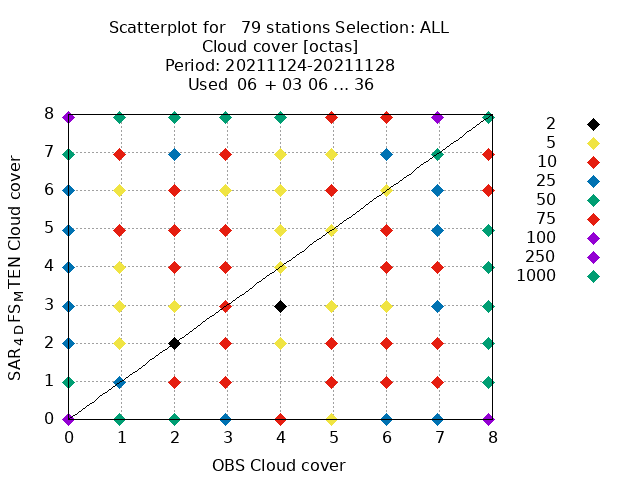 Scatterplot for   79 stations Selection: ALL
Cloud cover [octas]
Period: 20211124-20211128
Used  06 + 03 06 ... 36
SAR4DFSMTEN Cloud cover
8
7
6
5
4
3
2
1
0
0 1 2 3 4 5 6 7 8
OBS Cloud cover
2
5
10
25
50
75
100
250
1000